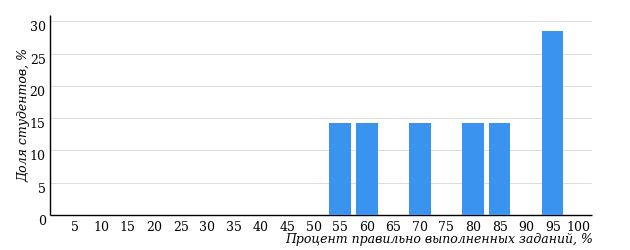 Доля студентов, %
30
25
20
15
10
5
0
5 10 15 20 25 30 35 40 45 50 55 60 65 70 75 80 85 90 95 100
Процент правильно выполненных заданий, %